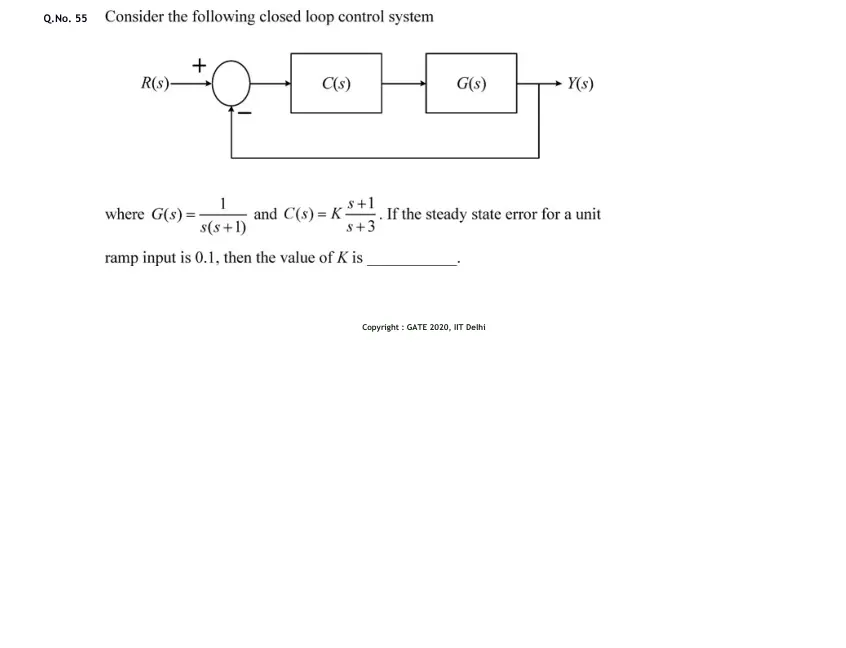 Q.No. 55 Consider the following closed loop control system
+
R(s) C(s) G(s) Y(s)
−
where G(s) = 1/s(s+1) and C(s) = K s+1/s+3. If the steady state error for a unit
ramp input is 0.1, then the value of K is ____________.
Copyright : GATE 2020, IIT Delhi